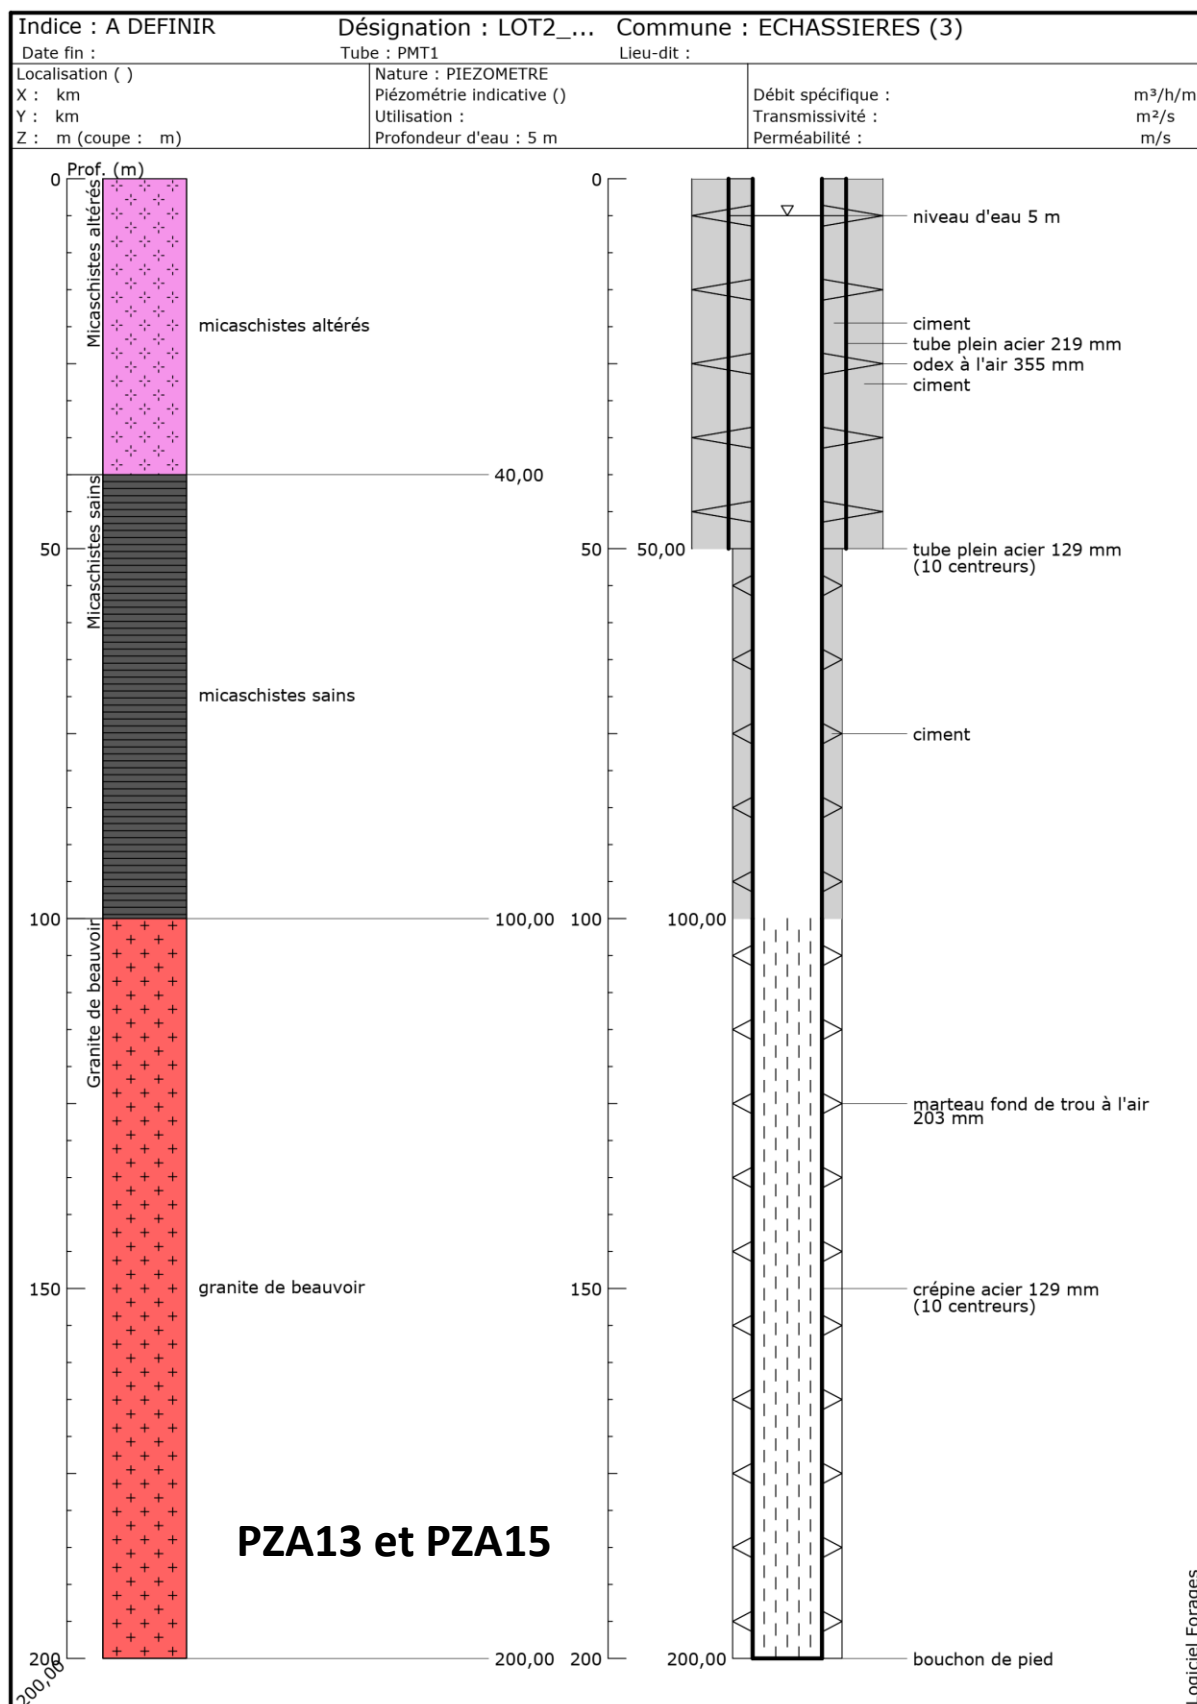 Indice : A DEFINIR Désignation : LOT2_... Commune : ECHASSIERES (3)
Date fin : Tube : PMT1 Lieu-dit :
Localisation ( )
X : km
Y : km
Z : m (coupe : m)
Nature : PIEZOMETRE
Piézométrie indicative ()
Utilisation :
Profondeur d'eau : 5 m
Débit spécifique : m³/h/m
Transmissivité : m²/s
Perméabilité : m/s
Prof. (m)
0
50
100
150
200
200,00
Micaschistes altérés
Micaschistes sains
Granite de beauvoir
micaschistes altérés
40,00
micaschistes sains
100,00
granite de beauvoir
200,00
PZA13 et PZA15
0
50
100
150
200
50,00
100,00
200,00
niveau d'eau 5 m
ciment
tube plein acier 219 mm
odex à l'air 355 mm
ciment
tube plein acier 129 mm
(10 centreurs)
ciment
marteau fond de trou à l'air
203 mm
crépine acier 129 mm
(10 centreurs)
bouchon de pied
Logiciel Forages